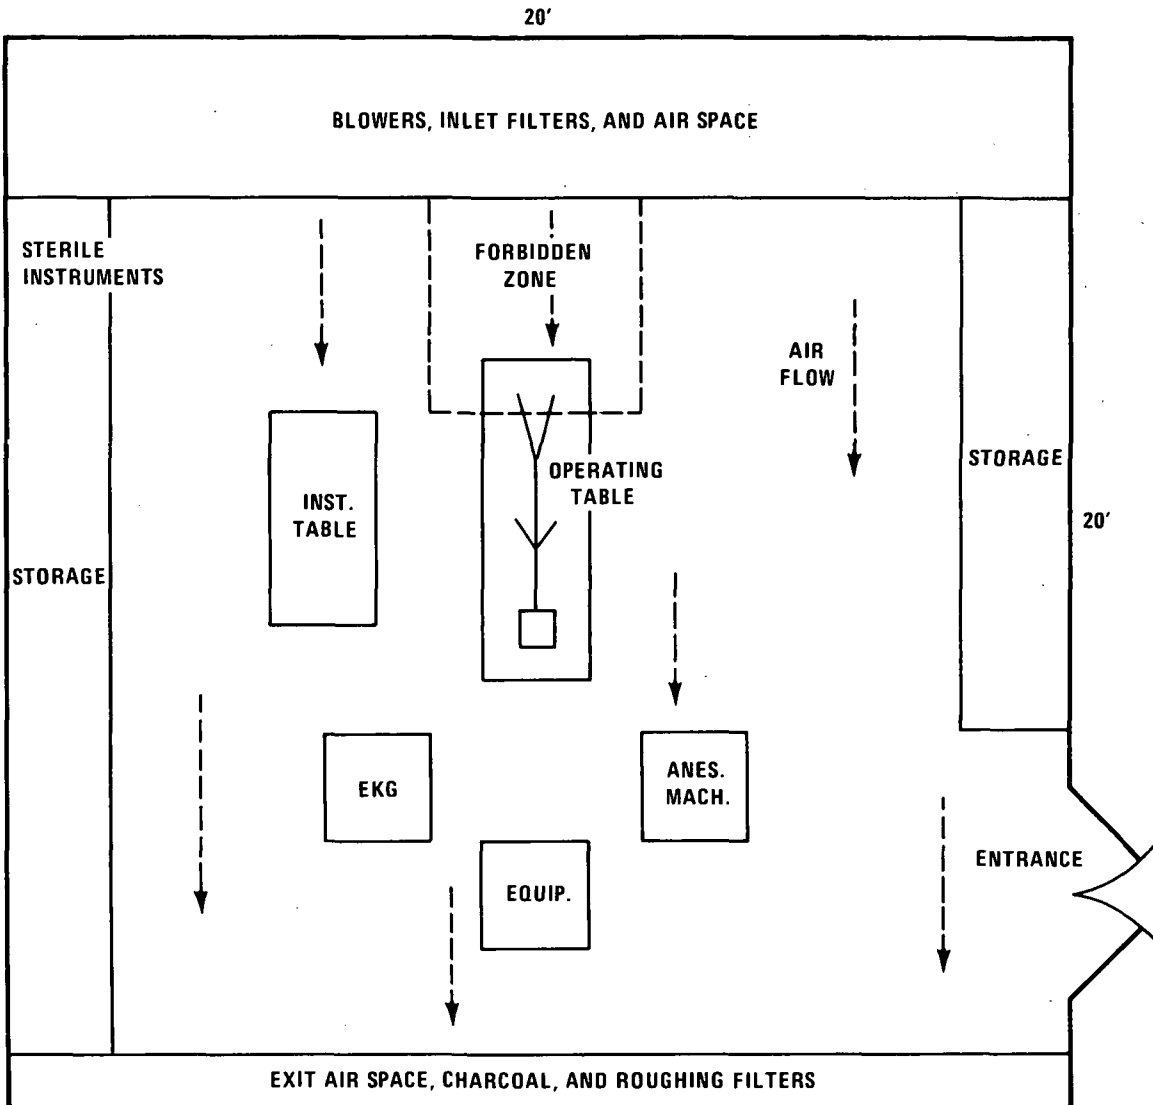 20'
BLOWERS, INLET FILTERS, AND AIR SPACE
STERILE
INSTRUMENTS
FORBIDDEN
ZONE
AIR
FLOW
STORAGE
OPERATING
TABLE
INST.
TABLE
20'
STORAGE
EKG
ANES.
MACH.
ENTRANCE
EQUIP.
EXIT AIR SPACE, CHARCOAL, AND ROUGHING FILTERS